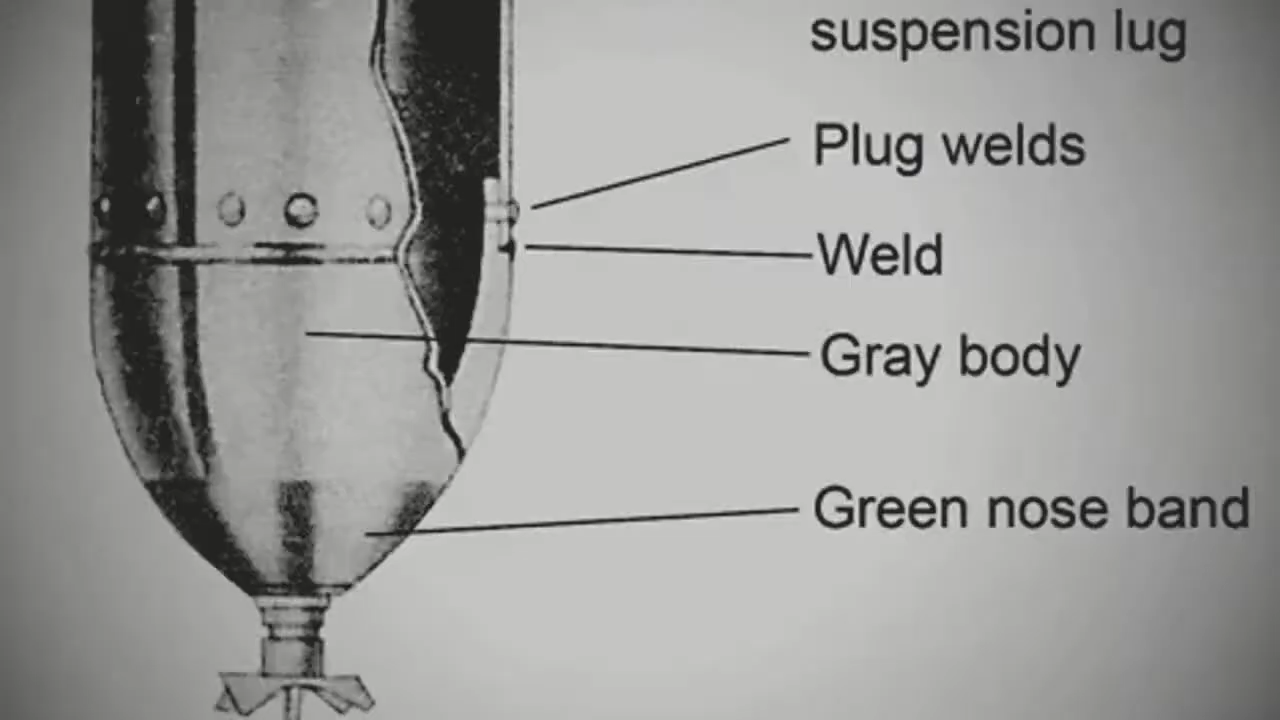 suspension lug
Plug welds
Weld
Gray body
Green nose band